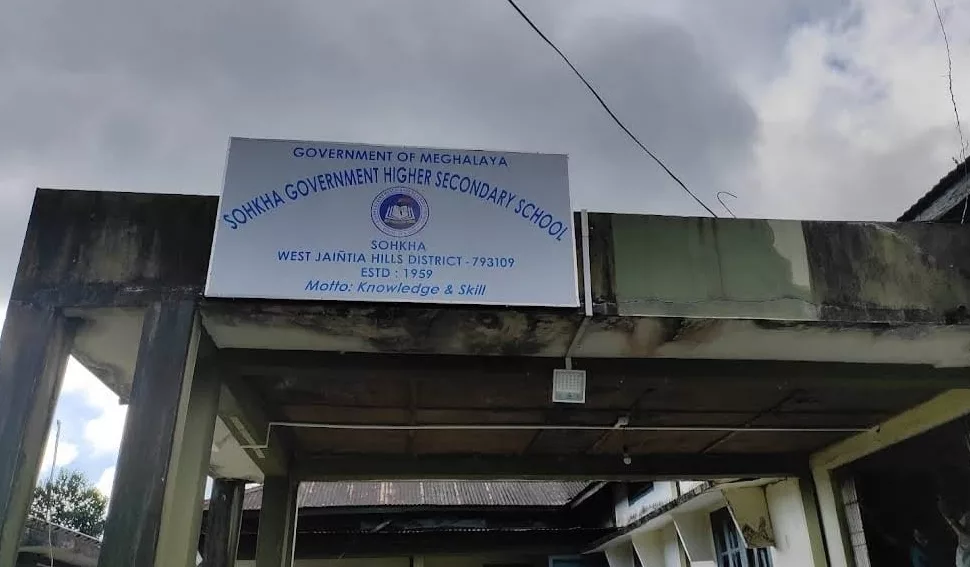 GOVERNMENT OF MEGHALAYA
SOHKHA GOVERNMENT HIGHER SECONDARY SCHOOL
SOHKHA
WEST JAIÑTIA HILLS DISTRICT - 793109
ESTD : 1959
Motto: Knowledge & Skill